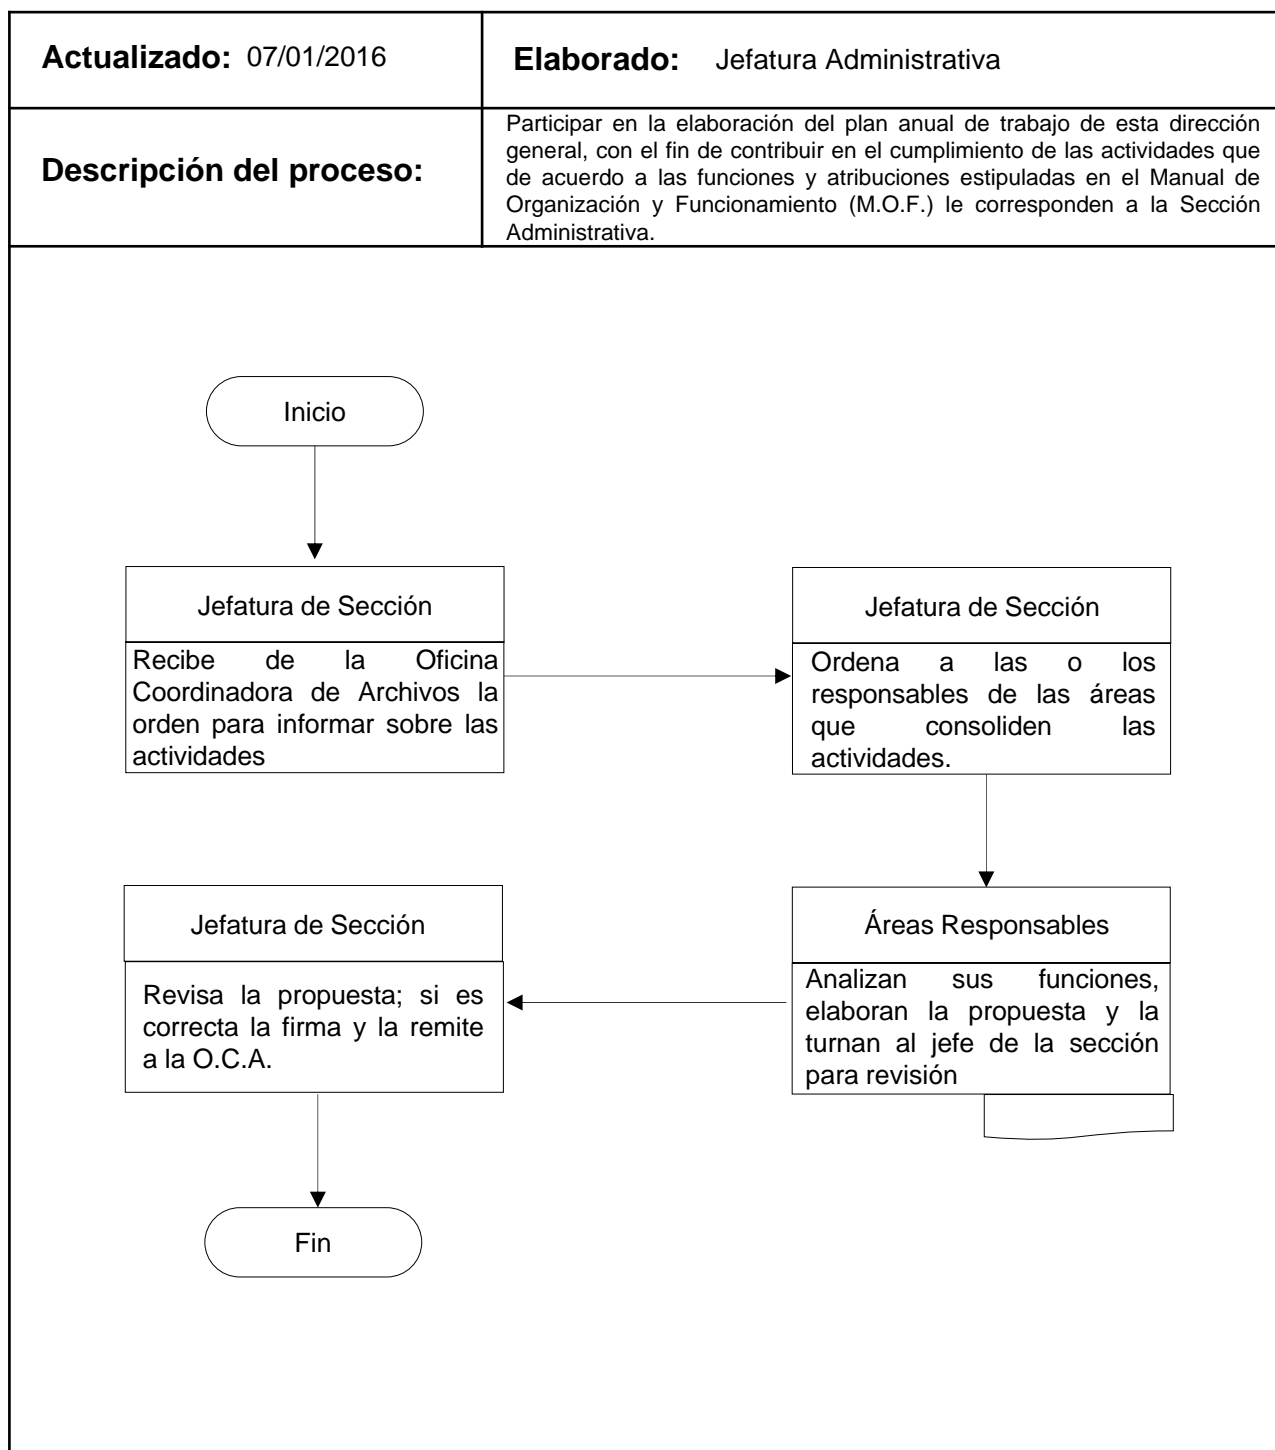 Actualizado: 07/01/2016
Elaborado: Jefatura Administrativa
Descripción del proceso:
Participar en la elaboración del plan anual de trabajo de esta dirección
general, con el fin de contribuir en el cumplimiento de las actividades que
de acuerdo a las funciones y atribuciones estipuladas en el Manual de
Organización y Funcionamiento (M.O.F.) le corresponden a la Sección
Administrativa.
Inicio
Jefatura de Sección
Recibe de la Oficina
Coordinadora de Archivos la
orden para informar sobre las
actividades
Jefatura de Sección
Ordena a las o los
responsables de las áreas
que consoliden las
actividades.
Áreas Responsables
Analizan sus funciones,
elaboran la propuesta y la
turnan al jefe de la sección
para revisión
Jefatura de Sección
Revisa la propuesta; si es
correcta la firma y la remite
a la O.C.A.
Fin